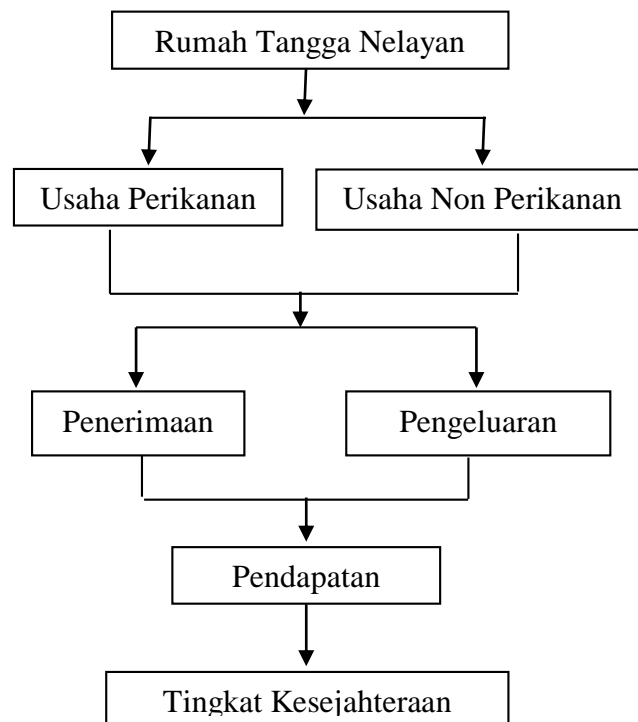 Rumah Tangga Nelayan
Usaha Perikanan
Usaha Non Perikanan
Penerimaan
Pengeluaran
Pendapatan
Tingkat Kesejahteraan